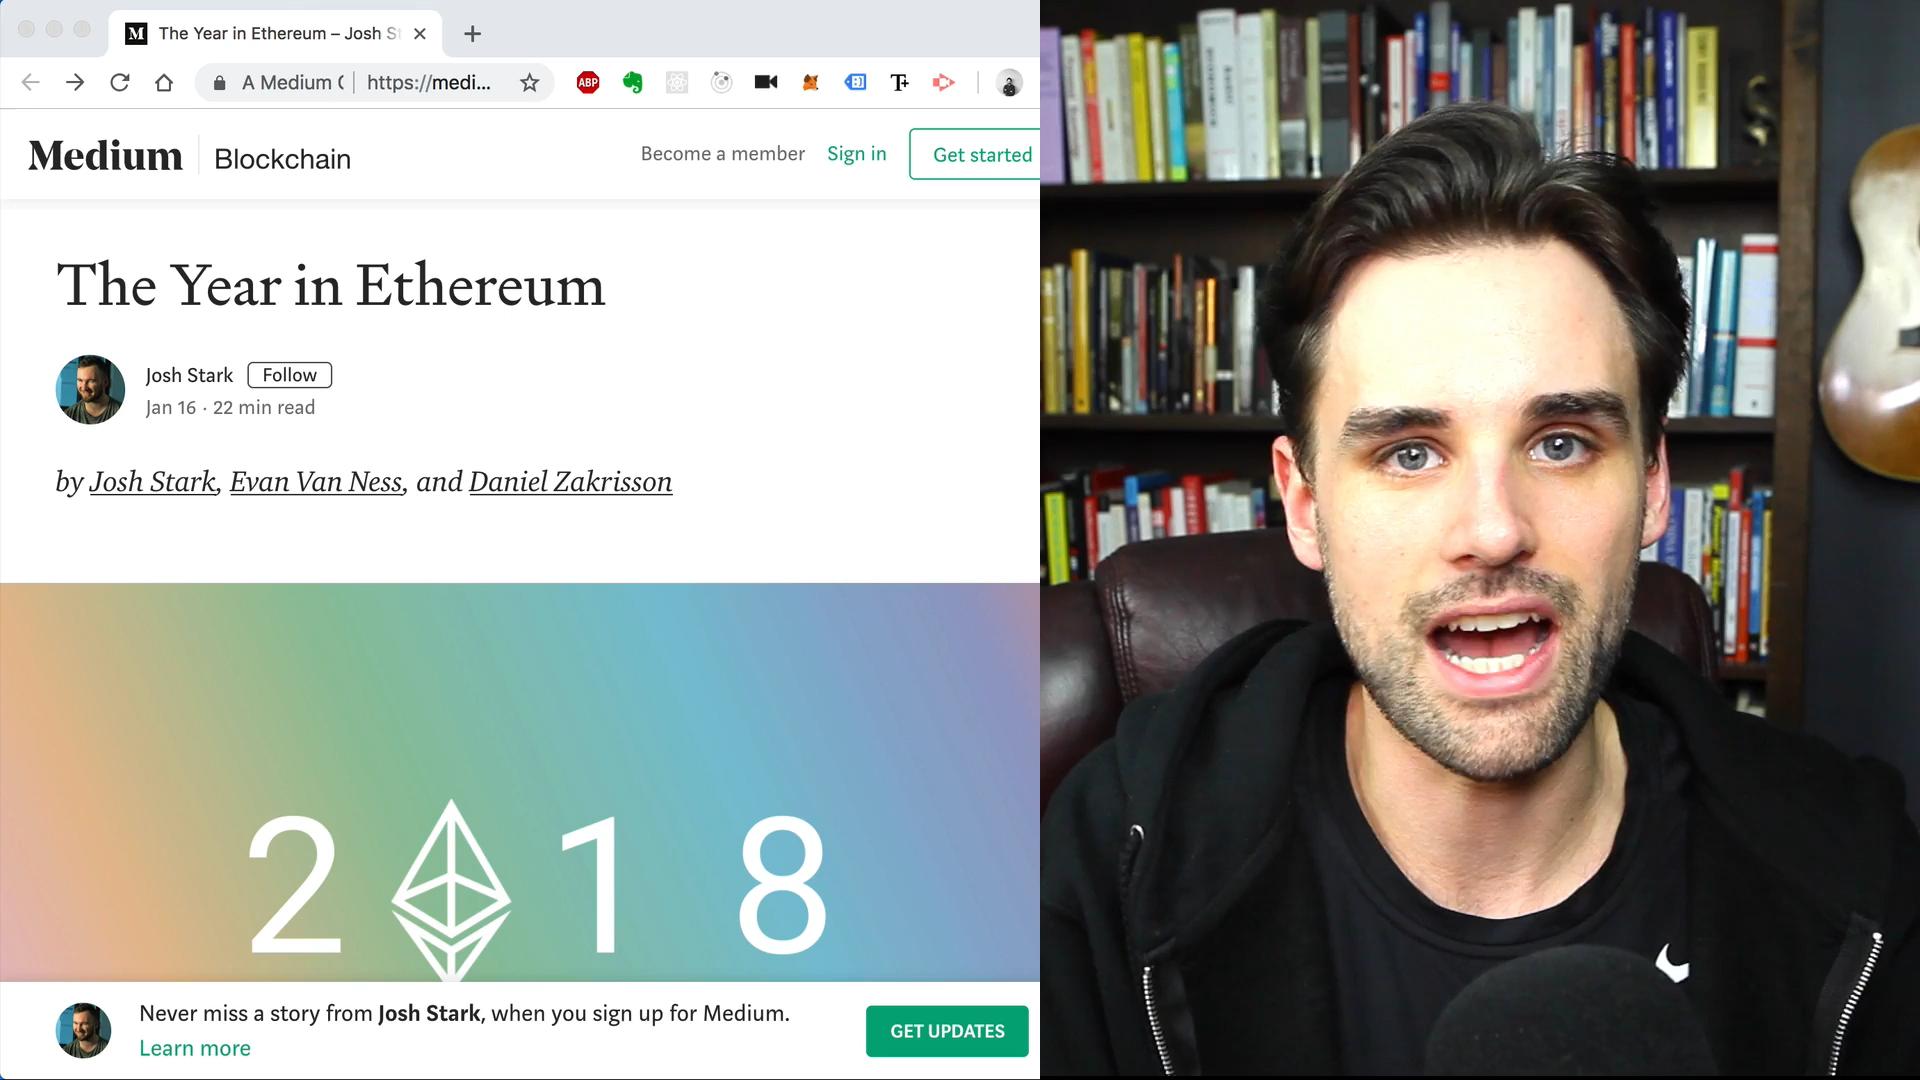 The Year in Ethereum – Josh St
A Medium C
https://medi...
ABP
Medium
Blockchain
Become a member
Sign in
Get started
The Year in Ethereum
Josh Stark
Follow
Jan 16 · 22 min read
by Josh Stark, Evan Van Ness, and Daniel Zakrisson
2 1 8
Never miss a story from Josh Stark, when you sign up for Medium.
Learn more
GET UPDATES